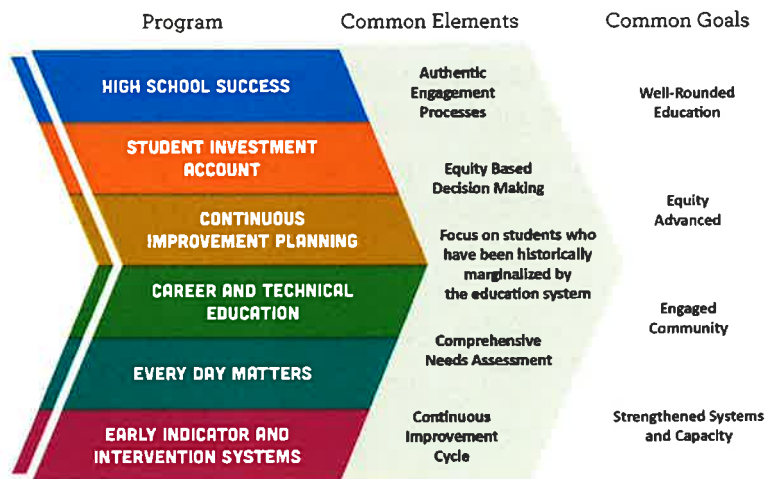 Program
Common Elements
Common Goals
HIGH SCHOOL SUCCESS
STUDENT INVESTMENT
ACCOUNT
CONTINUOUS
IMPROVEMENT PLANNING
CAREER AND TECHNICAL
EDUCATION
EVERY DAY MATTERS
EARLY INDICATOR AND
INTERVENTION SYSTEMS
Authentic
Engagement
Processes
Equity Based
Decision Making
Focus on students who
have been historically
marginalized by
the education system
Comprehensive
Needs Assessment
Continuous
Improvement
Cycle
Well-Rounded
Education
Equity
Advanced
Engaged
Community
Strengthened Systems
and Capacity